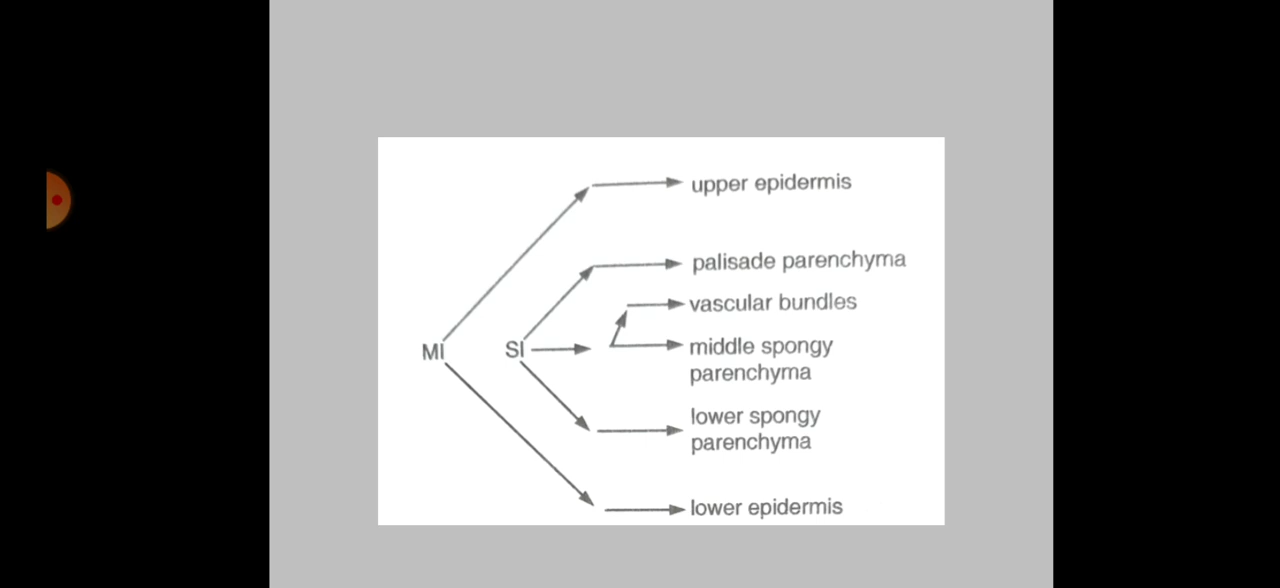 upper epidermis
palisade parenchyma
vascular bundles
MI
SI
middle spongy
parenchyma
lower spongy
parenchyma
lower epidermis